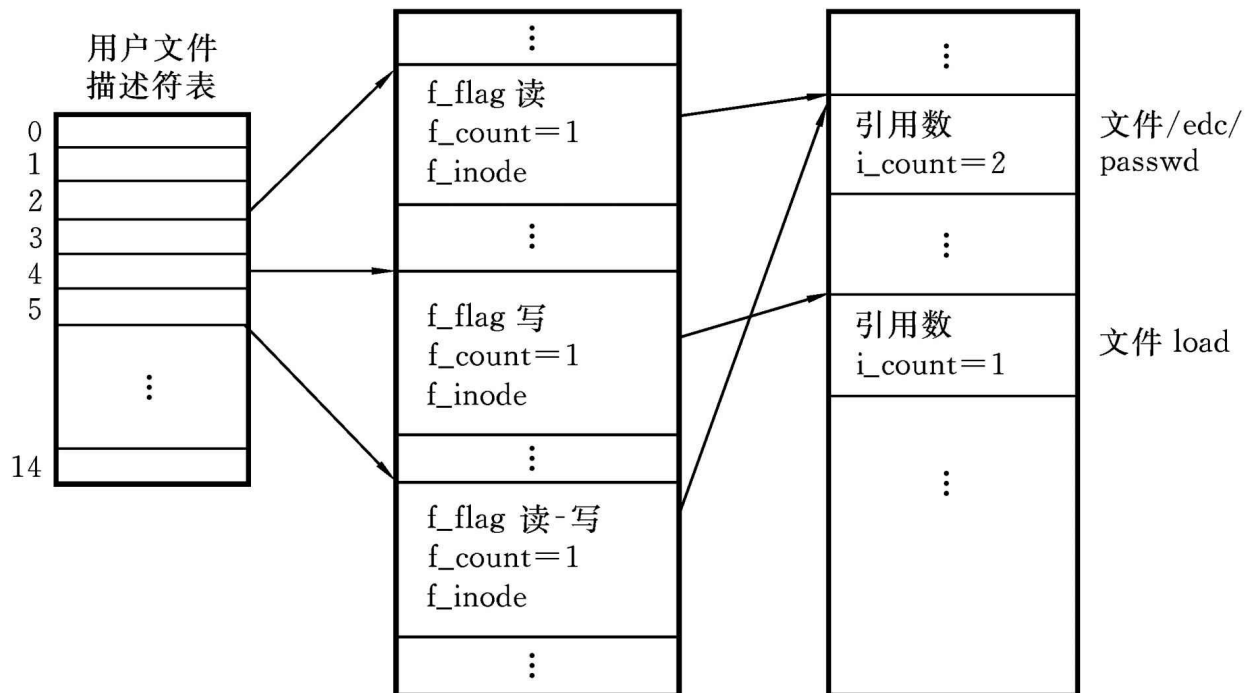 用户文件
描述符表
0
1
2
3
4
5
⋮
14
⋮
f_flag 读
f_count=1
f_inode
⋮
f_flag 写
f_count=1
f_inode
⋮
f_flag 读-写
f_count=1
f_inode
⋮
⋮
引用数
i_count=2
⋮
引用数
i_count=1
⋮
文件/edc/
passwd
文件 load